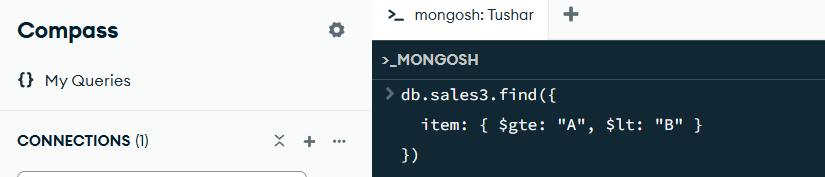 Compass
{} My Queries
CONNECTIONS (1)
>_ mongosh: Tushar
>_MONGOSH
> db.sales3.find({
item: { $gte: "A", $lt: "B" }
})